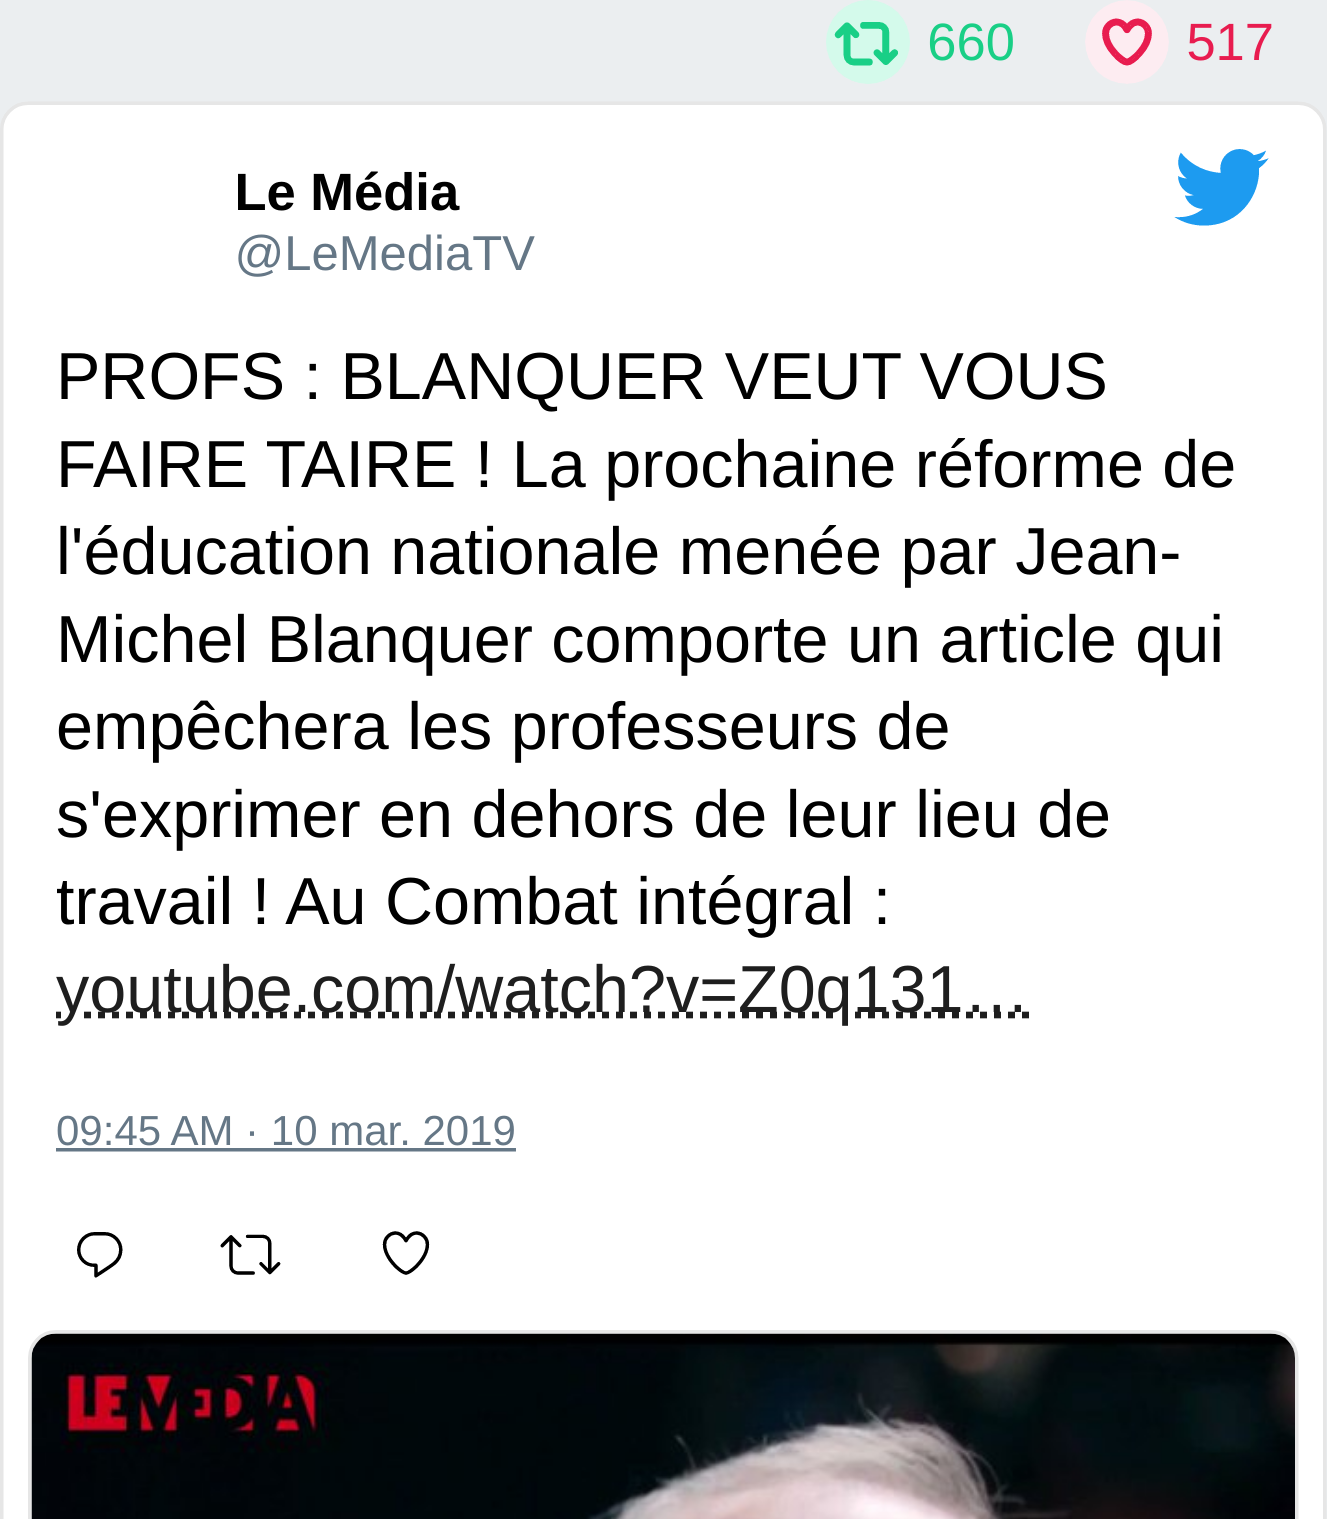 660 517
Le Média
@LeMediaTV
PROFS : BLANQUER VEUT VOUS
FAIRE TAIRE ! La prochaine réforme de
l'éducation nationale menée par Jean-
Michel Blanquer comporte un article qui
empêchera les professeurs de
s'exprimer en dehors de leur lieu de
travail ! Au Combat intégral :
youtube.com/watch?v=Z0q131…
09:45 AM · 10 mar. 2019
LE MEDIA